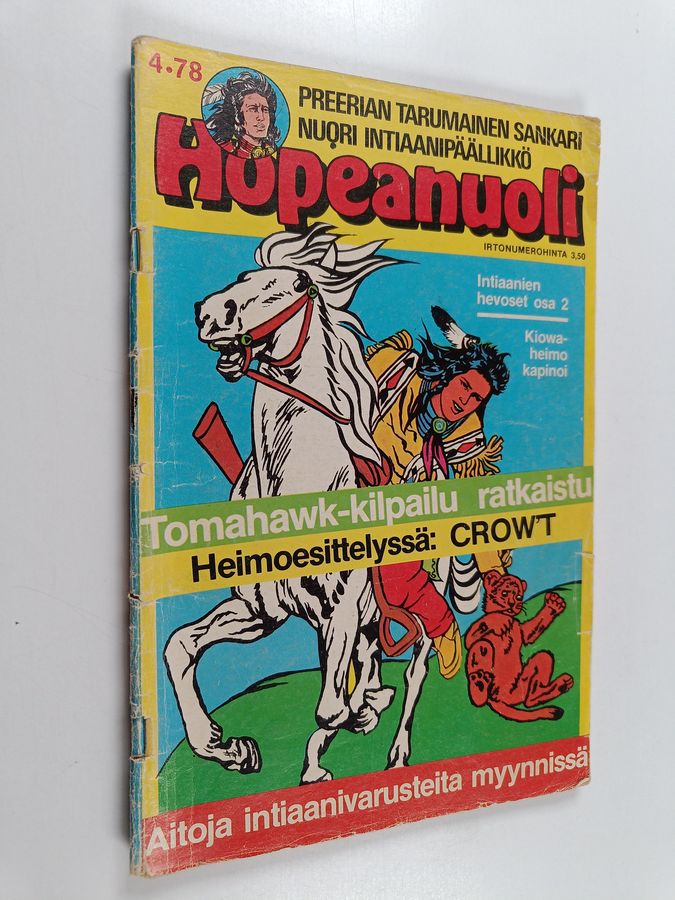 4•78
PREERIAN TARUMAINEN SANKARI
NUORI INTIAANIPÄÄLLIKKÖ
Hopeanuoli
IRTONUMEROHINTA 3,50
Intiaanien
hevoset osa 2
Kiowa-
heimo
kapinoi
Tomahawk-kilpailu ratkaistu
Heimoesittelyssä: CROW'T
Aitoja intiaanivarusteita myynnissä